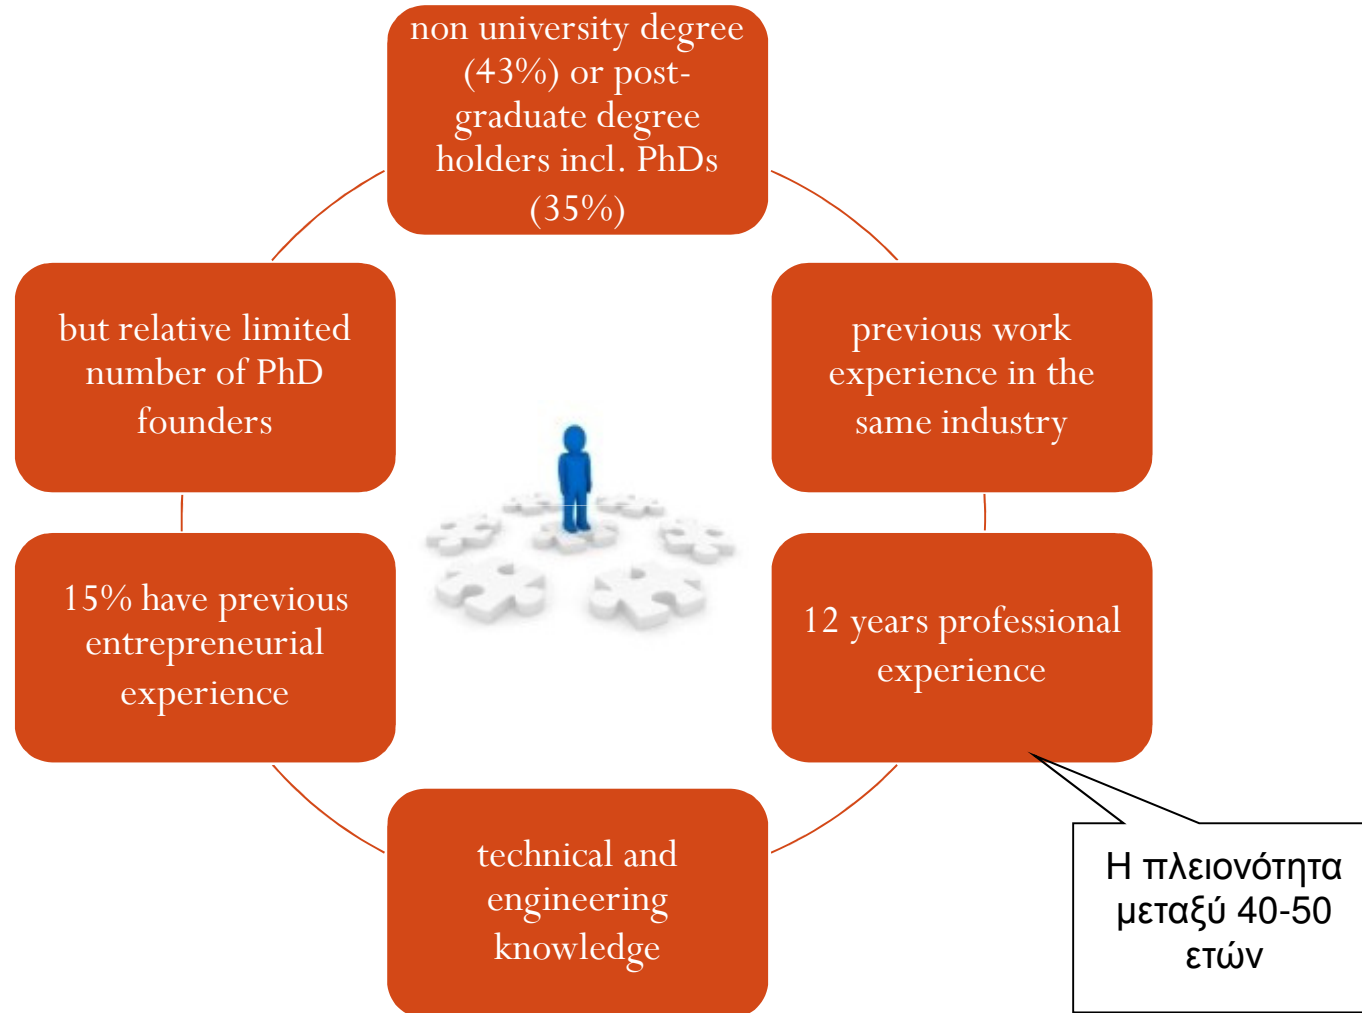 non university degree
(43%) or post-
graduate degree
holders incl. PhDs
(35%)
previous work
experience in the
same industry
12 years professional
experience
Η πλειονότητα
μεταξύ 40-50
ετών
technical and
engineering
knowledge
15% have previous
entrepreneurial
experience
but relative limited
number of PhD
founders